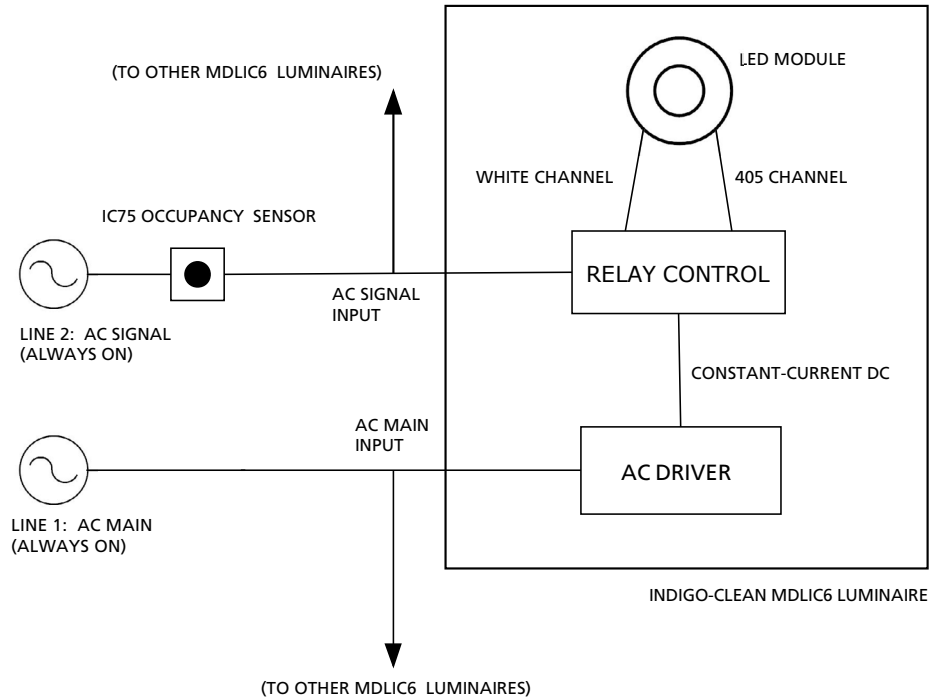 (TO OTHER MDLIC6 LUMINAIRES)
LED MODULE
WHITE CHANNEL
405 CHANNEL
IC75 OCCUPANCY SENSOR
RELAY CONTROL
AC SIGNAL
INPUT
LINE 2: AC SIGNAL
(ALWAYS ON)
CONSTANT-CURRENT DC
AC MAIN
INPUT
AC DRIVER
LINE 1: AC MAIN
(ALWAYS ON)
INDIGO-CLEAN MDLIC6 LUMINAIRE
(TO OTHER MDLIC6 LUMINAIRES)